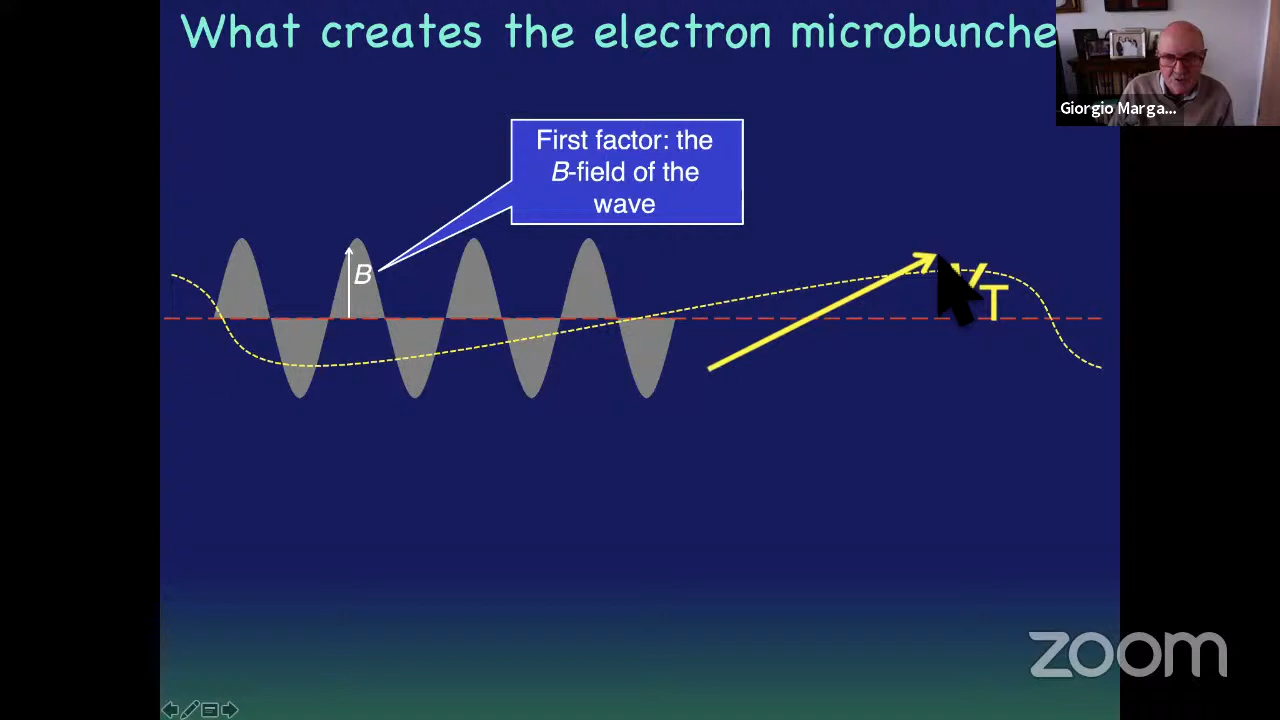 What creates the electron microbunche
Giorgio Marga...
First factor: the
B-field of the
wave
B
T
zoom